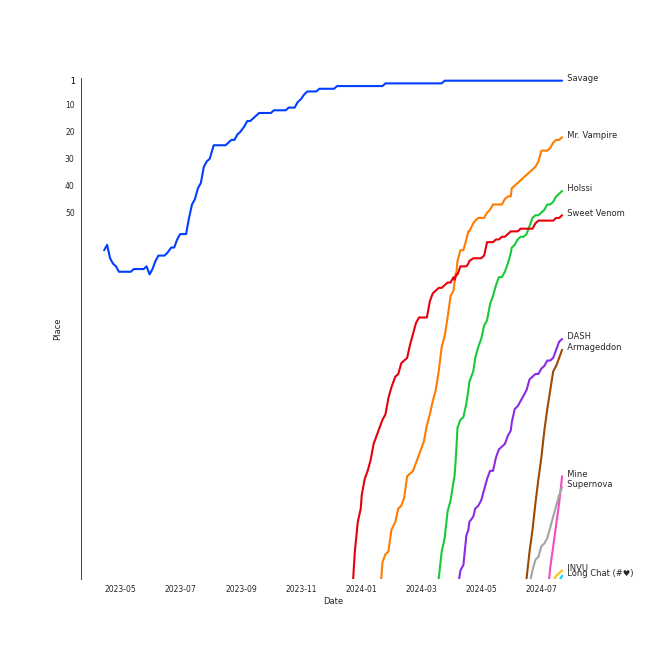 1
10
20
30
40
50
Place
Savage
Mr. Vampire
Holssi
Sweet Venom
DASH
Armageddon
Mine
Supernova
INVU
Long Chat (#♥)
2023-05 2023-07 2023-09 2023-11 2024-01 2024-03 2024-05 2024-07
Date